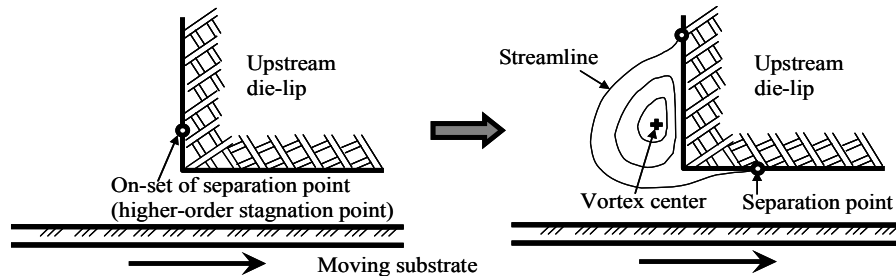 Upstream
die-lip
On-set of separation point
(higher-order stagnation point)
Moving substrate
Streamline
Upstream
die-lip
Vortex center
Separation point